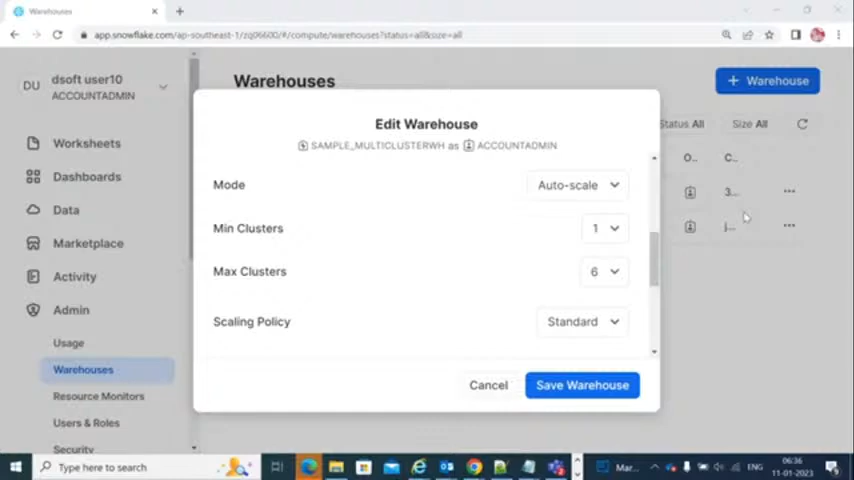 Warehouses
app.snowflake.com/ap-southeast-1/zq06600/#/compute/warehouses?status=all&size=all
DU
dsoft user10
ACCOUNTADMIN
Warehouses
+ Warehouse
Status All
Size All
O...
C...
3...
j...
Worksheets
Dashboards
Data
Marketplace
Activity
Admin
Usage
Warehouses
Resource Monitors
Users & Roles
Security
Edit Warehouse
SAMPLE_MULTICLUSTERWH as ACCOUNTADMIN
Mode
Auto-scale
Min Clusters
1
Max Clusters
6
Scaling Policy
Standard
Cancel
Save Warehouse
Type here to search
Mar...
ENG
06:36
11-01-2023